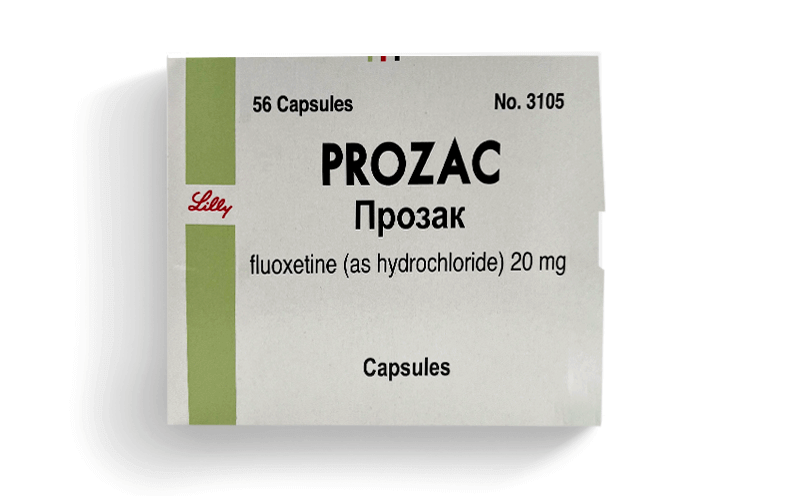 56 Capsules No. 3105
PROZAC
Прозак
Lilly
fluoxetine (as hydrochloride) 20 mg
Capsules